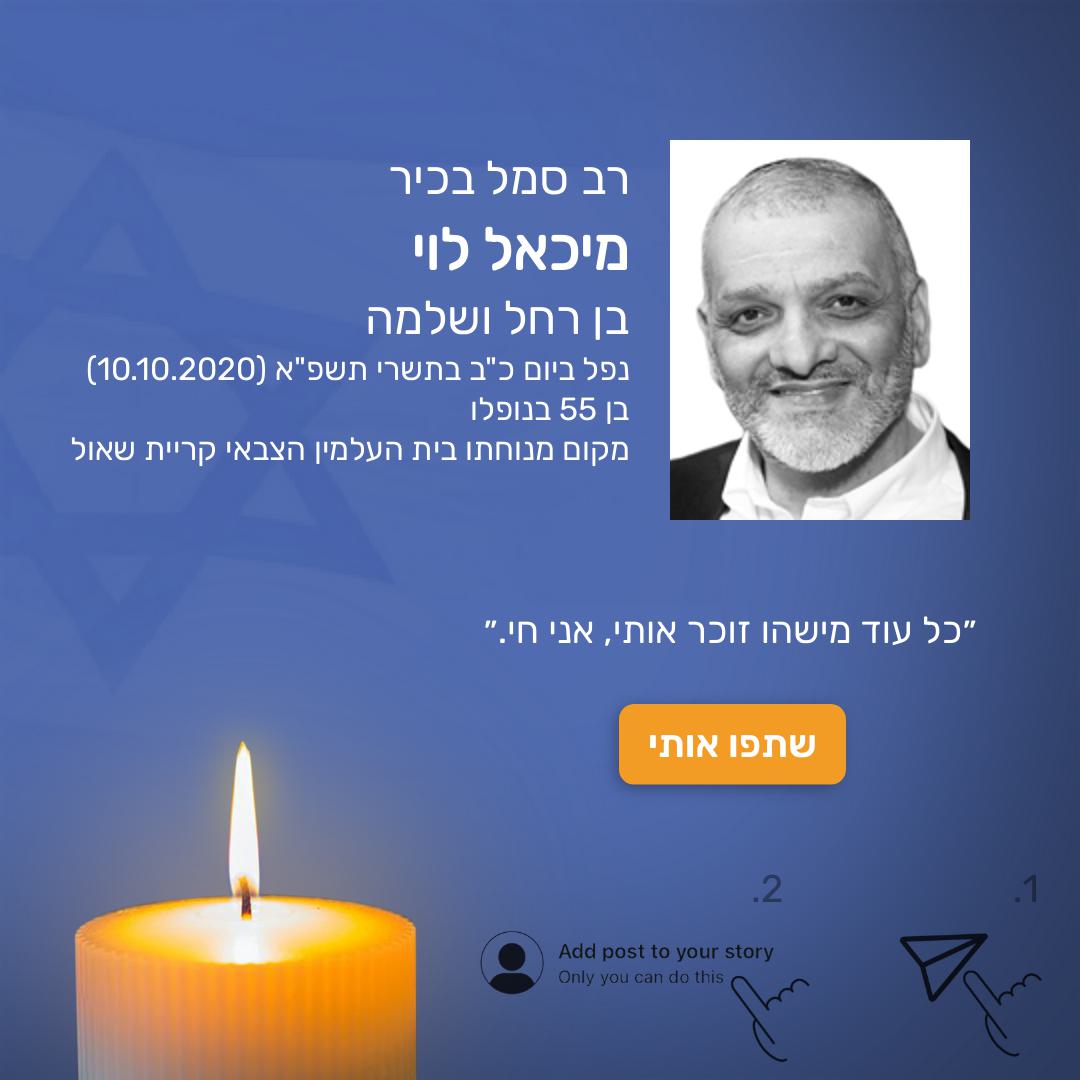 רב סמל בכיר
מיכאל לוי
בן רחל ושלמה
נפל ביום כ"ב בתשרי תשפ"א (10.10.2020)
בן 55 בנופלו
מקום מנוחתו בית העלמין הצבאי קריית שאול
״כל עוד מישהו זוכר אותי, אני חי.״
שתפו אותי
.1
.2
Add post to your story
Only you can do this